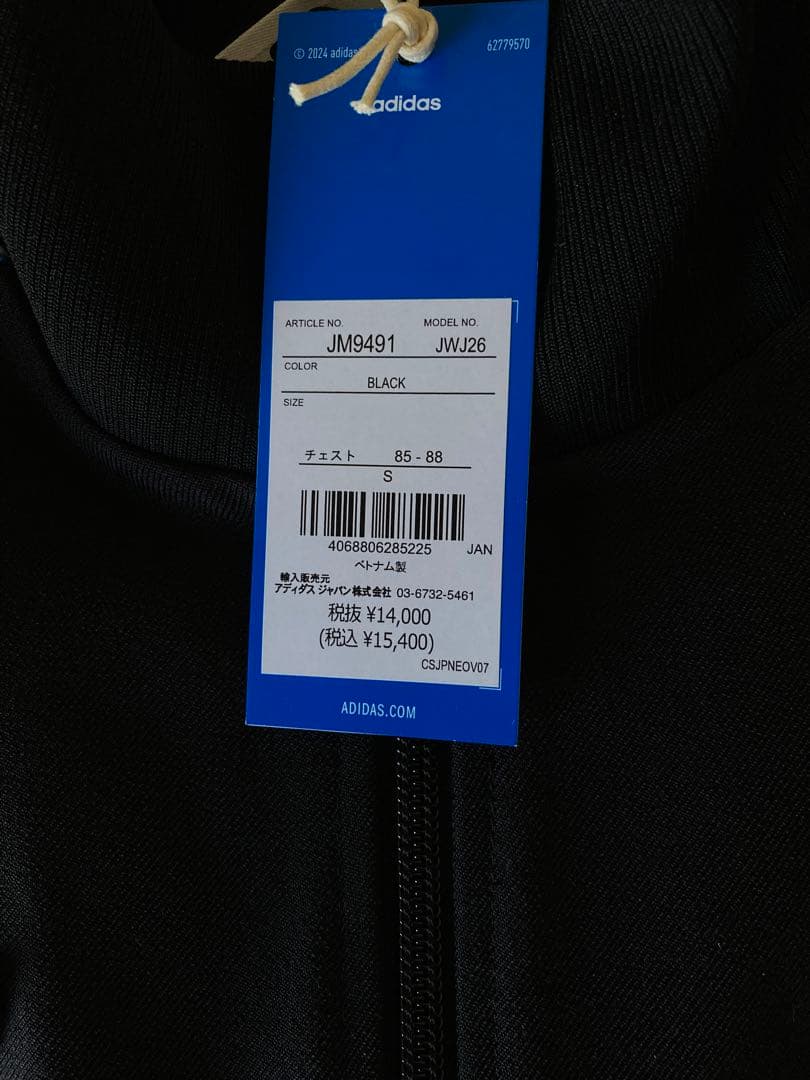 © 2024 adidas
62779570
adidas
ARTICLE NO. MODEL NO.
JM9491 JWJ26
COLOR
BLACK
SIZE
チェスト 85 - 88
S
4068806285225 JAN
ベトナム製
輸入販売元
アディダス ジャパン株式会社 03-6732-5461
税抜 ¥14,000
(税込 ¥15,400)
CSJPNEOV07
ADIDAS.COM